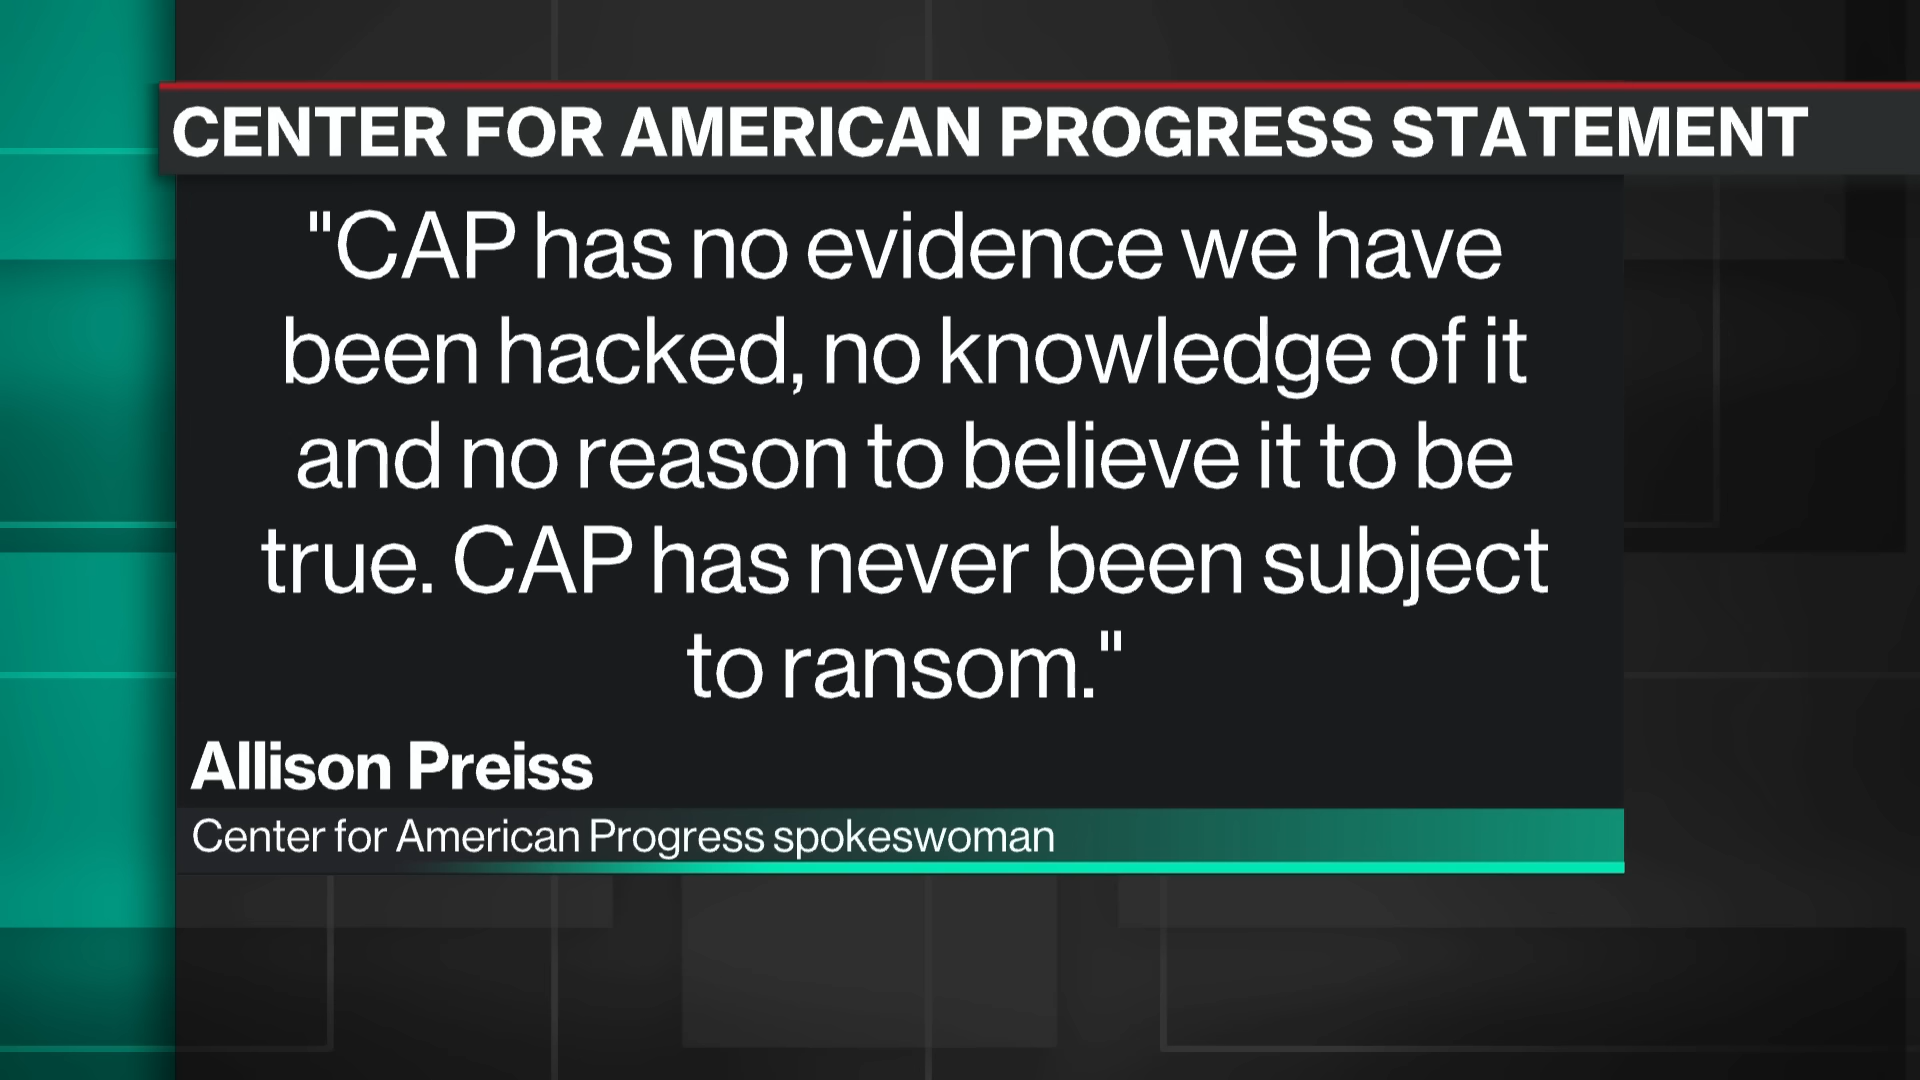 CENTER FOR AMERICAN PROGRESS STATEMENT
"CAP has no evidence we have
been hacked, no knowledge of it
and no reason to believe it to be
true. CAP has never been subject
to ransom."
Allison Preiss
Center for American Progress spokeswoman